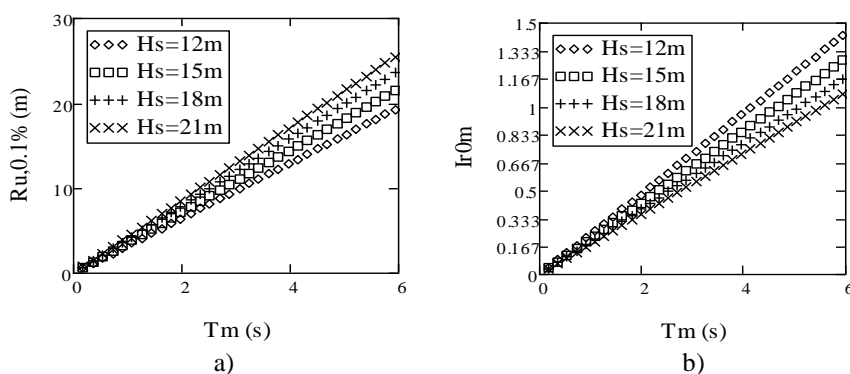 30
20
10
0
Ru,0.1% (m)
Hs=12m
Hs=15m
Hs=18m
Hs=21m
0
2
4
6
Tm (s)
a)
1.5
1.333
1.167
1
0.833
0.667
0.5
0.333
0.167
0
Ir0m
Hs=12m
Hs=15m
Hs=18m
Hs=21m
0
2
4
6
Tm (s)
b)